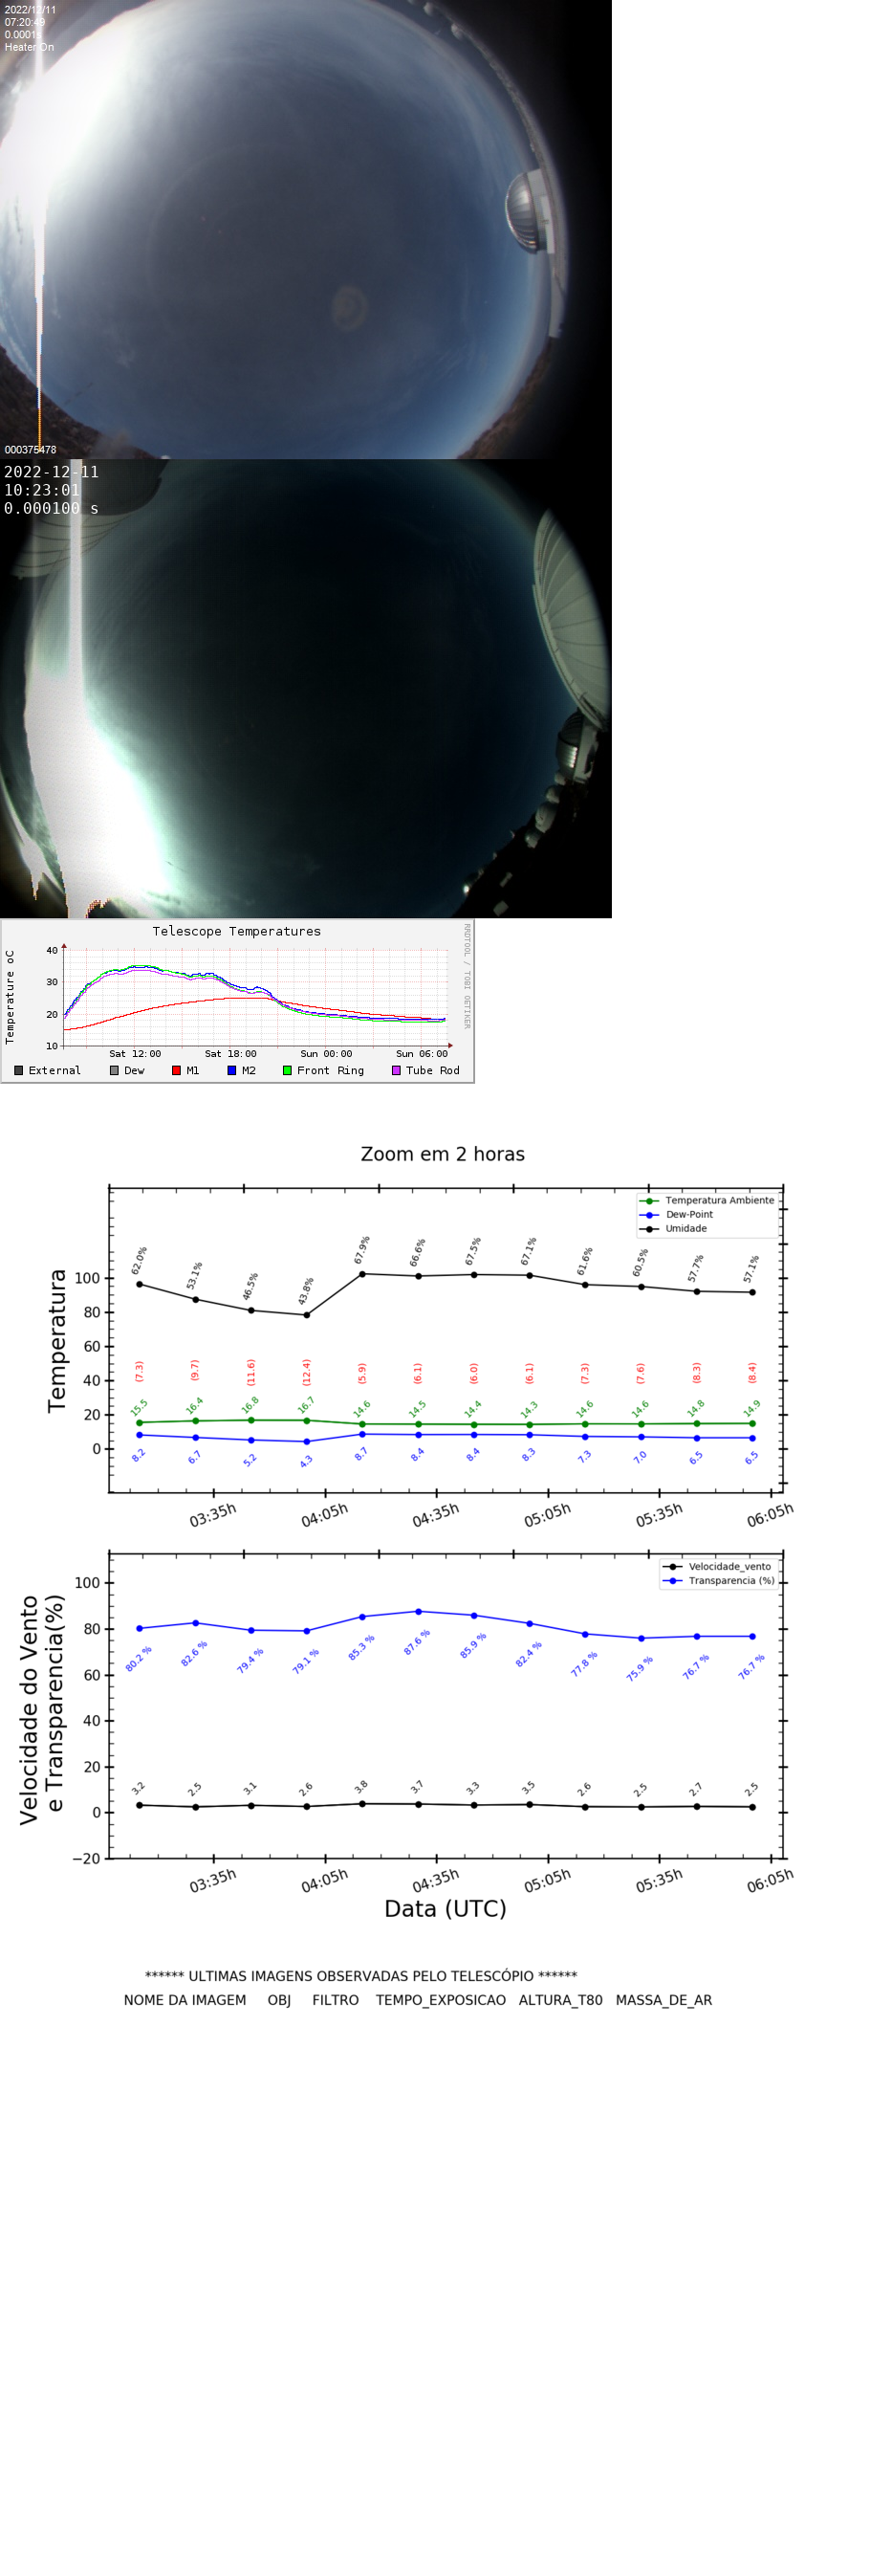 2022/12/11
07:20:49
0.0001s
Heater On
000375478
2022-12-11
10:23:01
0.000100 s
Telescope Temperatures
RRDTOOL / TOBI OETIKER
Temperature oC
40
30
20
10
Sat 12:00 Sat 18:00 Sun 00:00 Sun 06:00
External Dew M1 M2 Front Ring Tube Rod
Zoom em 2 horas
Temperatura
Temperatura Ambiente
Dew-Point
Umidade
62.0% 53.1% 46.5% 43.8% 67.9% 66.6% 67.5% 67.1% 61.6% 60.5% 57.7% 57.1%
100
80
60
40
20
0
(7.3) (9.7) (11.6) (12.4) (5.9) (6.1) (6.0) (6.1) (7.3) (7.6) (8.3) (8.4)
15.5 16.4 16.8 16.7 14.6 14.5 14.4 14.3 14.6 14.6 14.8 14.9
8.2 6.7 5.2 4.3 8.7 8.4 8.4 8.3 7.3 7.0 6.5 6.5
03:35h 04:05h 04:35h 05:05h 05:35h 06:05h
Velocidade do Vento
e Transparencia(%)
Velocidade_vento
Transparencia (%)
100
80
60
40
20
0
−20
80.2 % 82.6 % 79.4 % 79.1 % 85.3 % 87.6 % 85.9 % 82.4 % 77.8 % 75.9 % 76.7 % 76.7 %
3.2 2.5 3.1 2.6 3.8 3.7 3.3 3.5 2.6 2.5 2.7 2.5
03:35h 04:05h 04:35h 05:05h 05:35h 06:05h
Data (UTC)
****** ULTIMAS IMAGENS OBSERVADAS PELO TELESCÓPIO ******
NOME DA IMAGEM OBJ FILTRO TEMPO_EXPOSICAO ALTURA_T80 MASSA_DE_AR